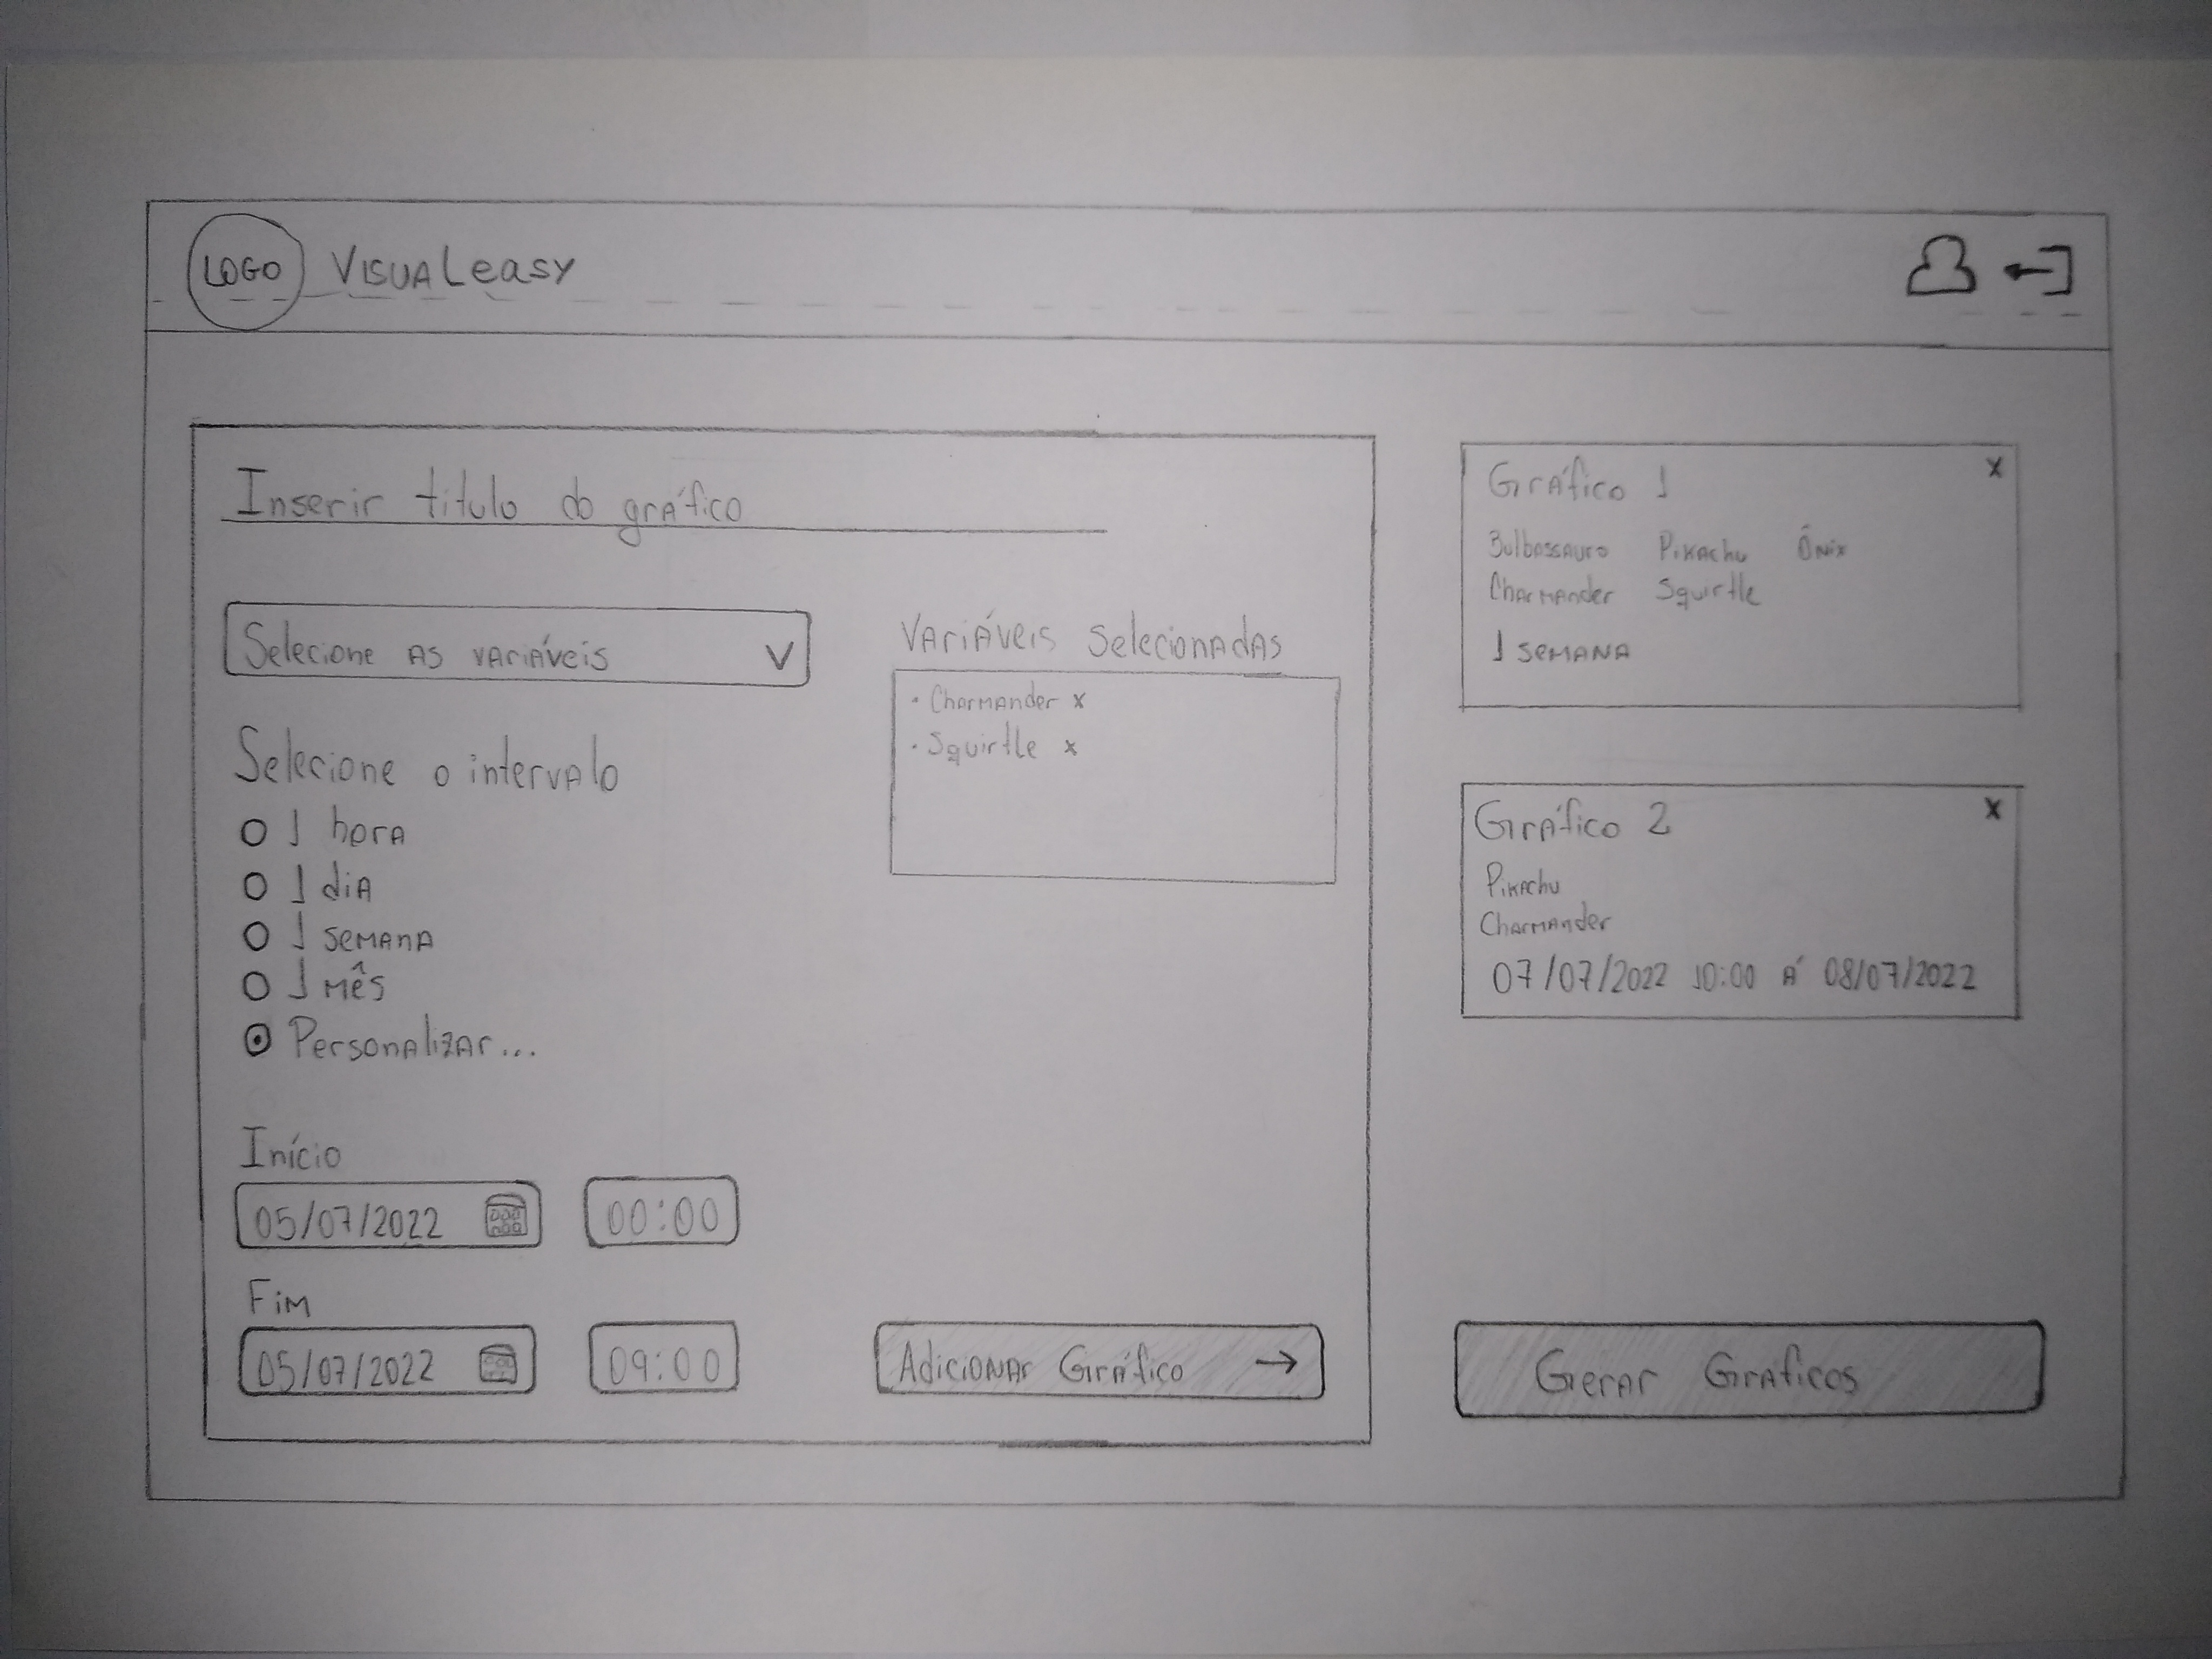 LOGO VISUALeasy
Inserir titulo do gráfico
Selecione as variáveis V
Selecione o intervalo
1 hora
1 dia
1 semana
1 mês
Personalizar...
Início
05/07/2022 00:00
Fim
05/07/2022 09:00
Variáveis Selecionadas
• Charmander x
• Squirtle x
Adicionar Gráfico →
Gráfico 1 x
Bulbassauro Pikachu Ônix
Charmander Squirtle
1 semana
Gráfico 2 x
Pikachu
Charmander
07/07/2022 10:00 á 08/07/2022
Gerar Graficos